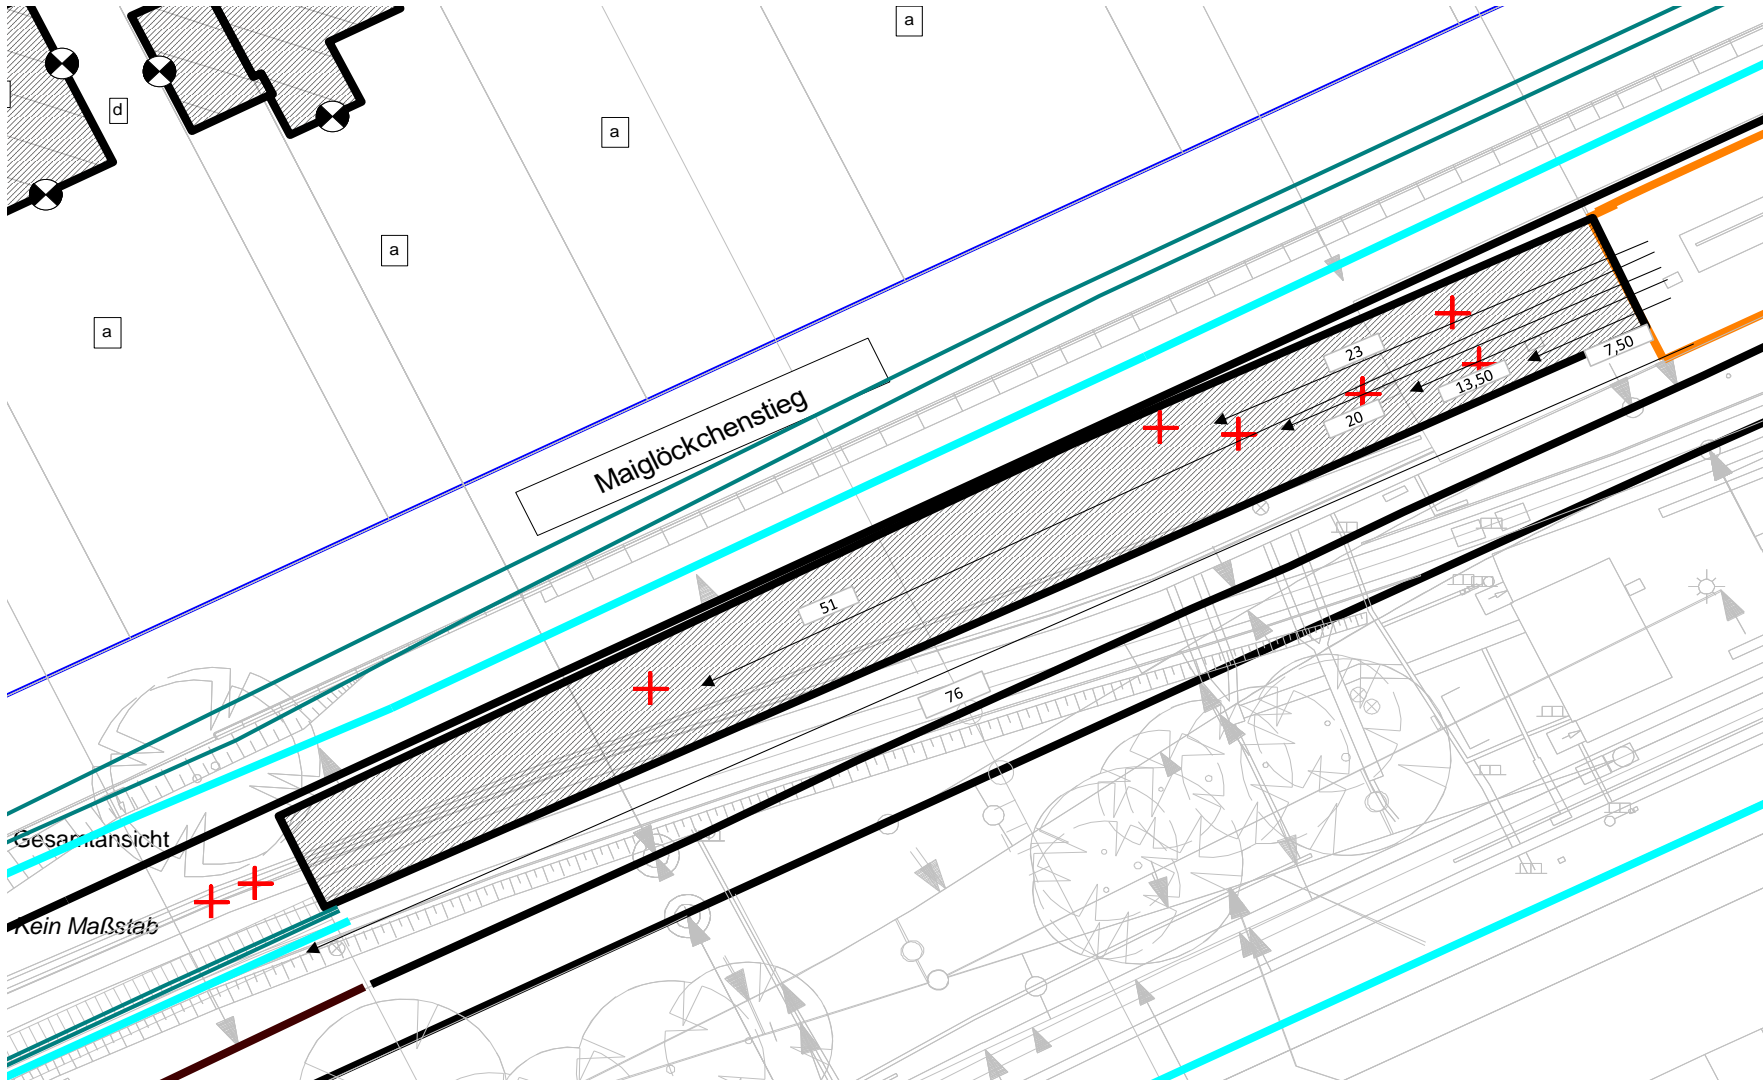 a
d
a
a
a
23
7,50
13,50
20
Maiglöckchenstieg
51
76
Gesamtansicht
Kein Maßstab